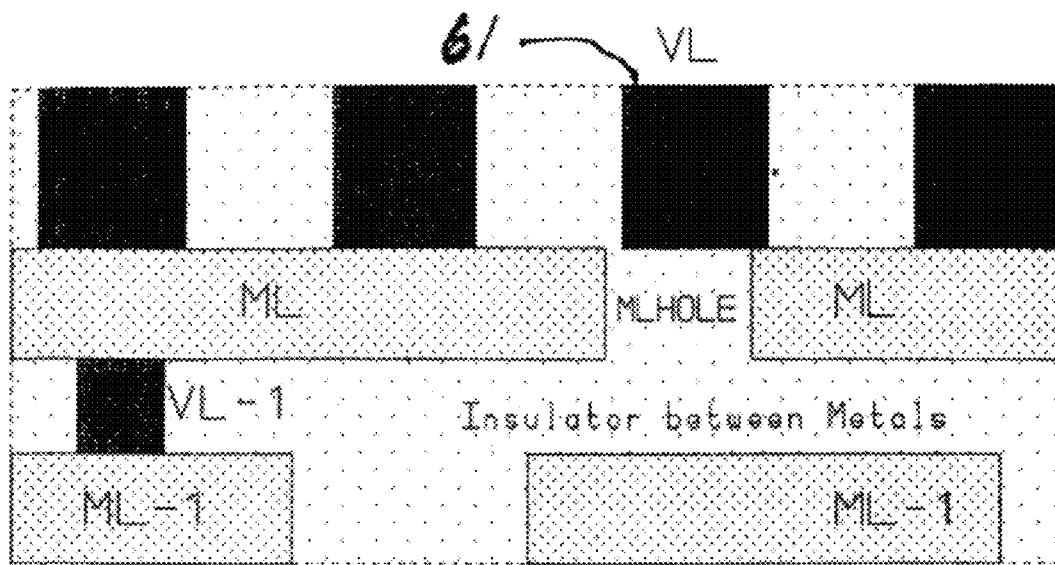 61 VL
ML MLHOLE ML
VL-1 Insulator between Metals
ML-1 ML-1